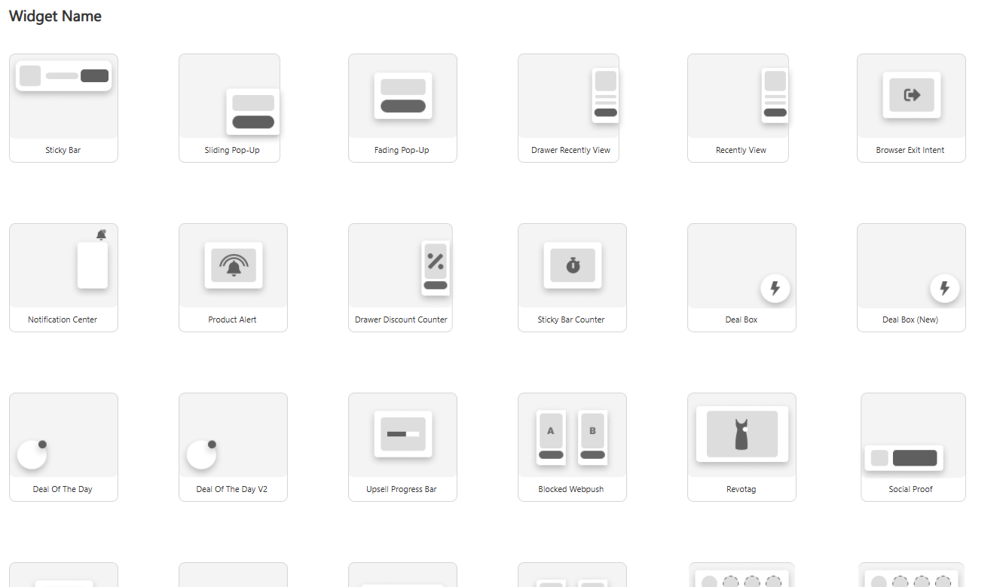 Widget Name
Sticky Bar
Sliding Pop-Up
Fading Pop-Up
Drawer Recently View
Recently View
Browser Exit Intent
Notification Center
Product Alert
Drawer Discount Counter
Sticky Bar Counter
Deal Box
Deal Box (New)
Deal Of The Day
Deal Of The Day V2
Upsell Progress Bar
A
B
Blocked Webpush
Revotag
Social Proof